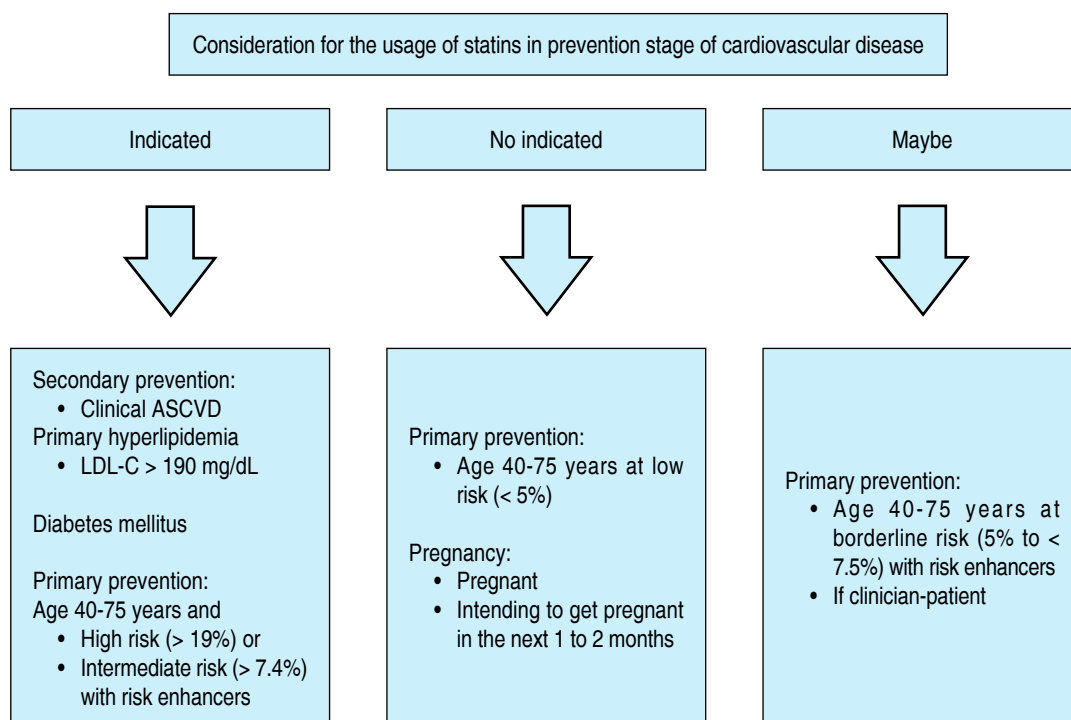 Consideration for the usage of statins in prevention stage of cardiovascular disease
Indicated
No indicated
Maybe
Secondary prevention:
• Clinical ASCVD
Primary hyperlipidemia
• LDL-C > 190 mg/dL
Diabetes mellitus
Primary prevention:
Age 40-75 years and
• High risk (> 19%) or
• Intermediate risk (> 7.4%)
with risk enhancers
Primary prevention:
• Age 40-75 years at low
risk (< 5%)
Pregnancy:
• Pregnant
• Intending to get pregnant
in the next 1 to 2 months
Primary prevention:
• Age 40-75 years at
borderline risk (5% to <
7.5%) with risk enhancers
• If clinician-patient